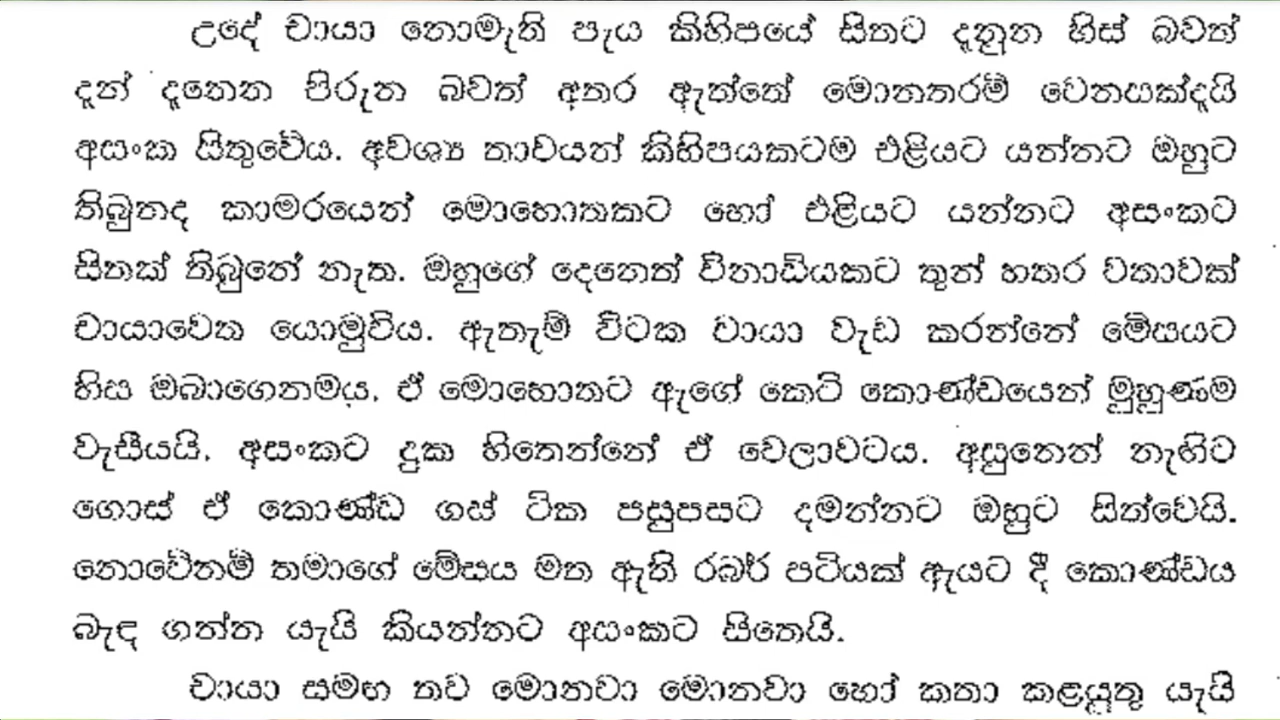 උදේ චායා නොමැති පැය කිහිපයේ සිතට දැනුන හිස් බවත්
දැන් දැනෙන පිරුන බවත් අතර ඇත්තේ මොනතරම් වෙනසක්දැයි
අසංක සිතුවේය. අවශ්‍ය තාවයන් කිහිපයකටම එළියට යන්නට ඔහුට
තිබුනද කාමරයෙන් මොහොතකට හෝ එළියට යන්නට අසංකට
සිතක් තිබුනේ නැත. ඔහුගේ දෙනෙත් විනාඩියකට තුන් හතර වතාවක්
චායාවෙත යොමුවිය. ඇතැම් විටක චායා වැඩ කරන්නේ මේසයට
හිස ඔබාගෙනමය. ඒ මොහොතට ඇගේ කෙටි කොණ්ඩයෙන් මුහුණම
වැසීයයි. අසංකට දුක හිතෙන්නේ ඒ වෙලාවටය. අසුනෙන් නැඟිට
ගොස් ඒ කොණ්ඩ ගස් ටික පසුපසට දමන්නට ඔහුට සිත්වෙයි.
නොවේනම් තමාගේ මේසය මත ඇති රබර් පටියක් ඇයට දී කොණ්ඩය
බැඳ ගන්න යැයි කියන්නට අසංකට සිතෙයි.
චායා සමඟ තව මොනවා මොනවා හෝ කතා කළයුතු යැයි